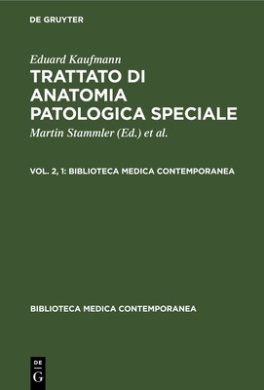 DE GRUYTER
Eduard Kaufmann
TRATTATO DI
ANATOMIA
PATOLOGICA SPECIALE
Martin Stammler (Ed.) et al.
VOL. 2, 1: BIBLIOTECA MEDICA CONTEMPORANEA
BIBLIOTECA MEDICA CONTEMPORANEA
DE
G